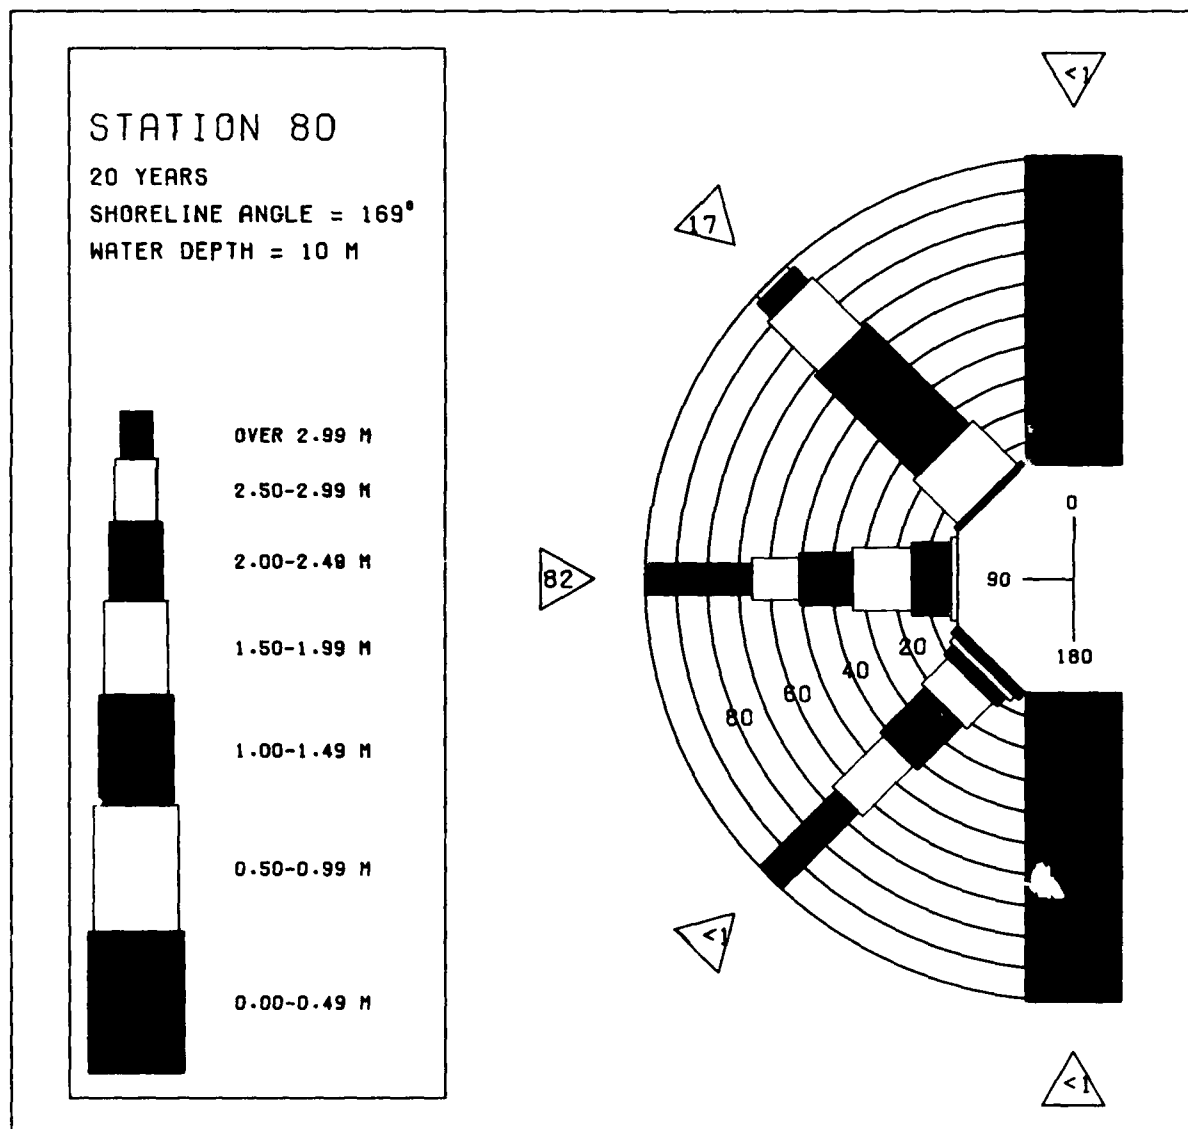 STATION 80
20 YEARS
SHORELINE ANGLE = 169°
WATER DEPTH = 10 M
OVER 2.99 M
2.50-2.99 M
2.00-2.49 M
1.50-1.99 M
1.00-1.49 M
0.50-0.99 M
0.00-0.49 M
<1
17
82
<1
<1
0
90
180
20
40
60
80